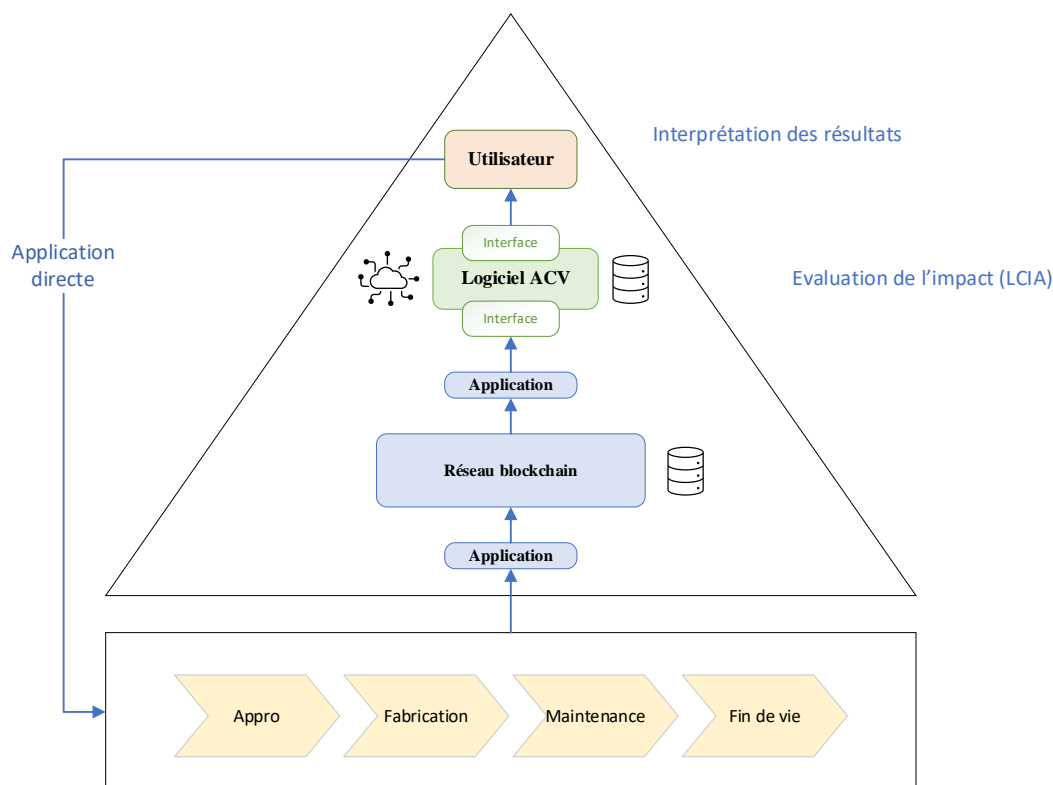 Interprétation des résultats
Utilisateur
Application
directe
Interface
Logiciel ACV
Evaluation de l’impact (LCIA)
Interface
Application
Réseau blockchain
Application
Appro
Fabrication
Maintenance
Fin de vie